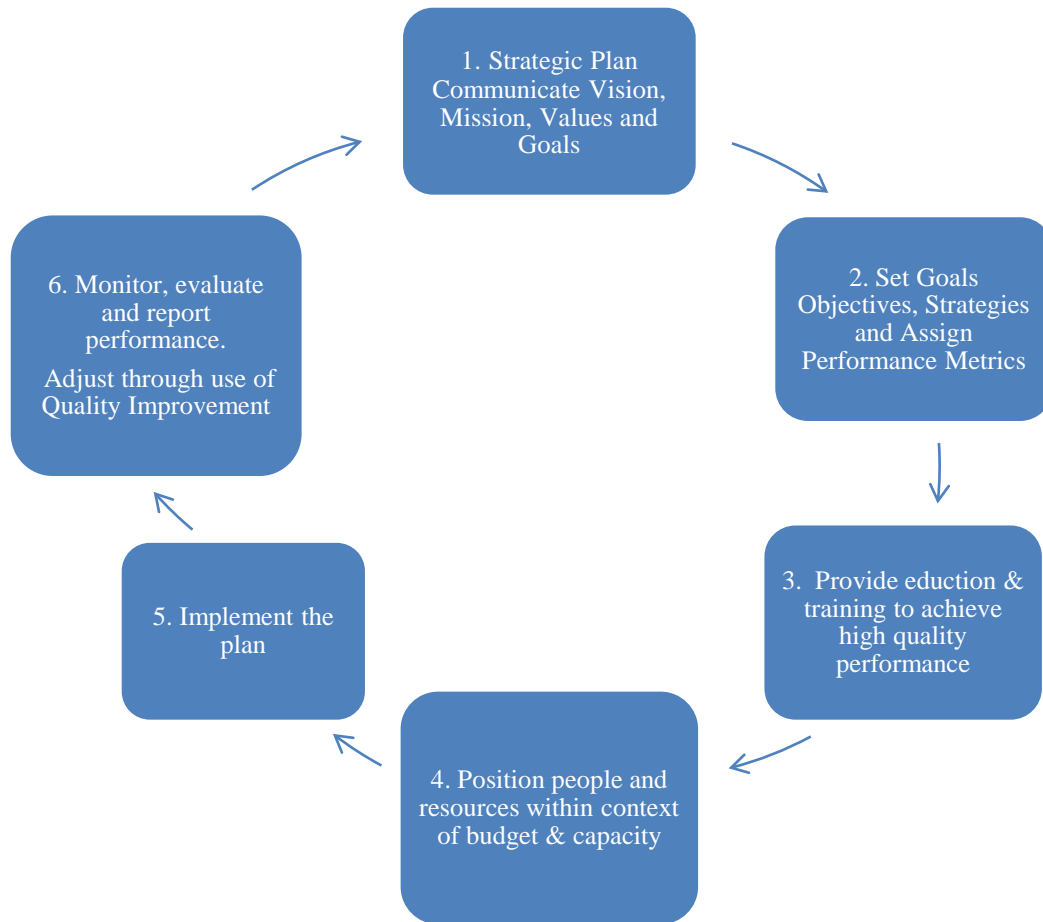 1. Strategic Plan
Communicate Vision,
Mission, Values and
Goals
2. Set Goals
Objectives, Strategies
and Assign
Performance Metrics
3.  Provide eduction &
training to achieve
high quality
performance
4. Position people and
resources within context
of budget & capacity
5. Implement the
plan
6. Monitor, evaluate
and report
performance.
Adjust through use of
Quality Improvement